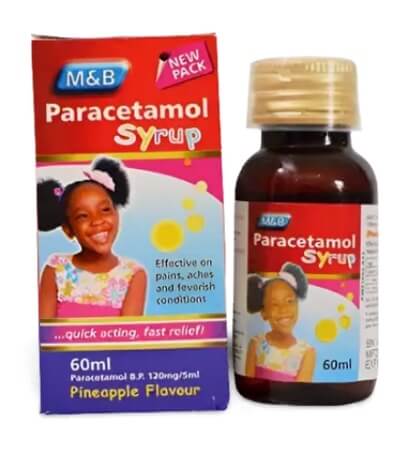 M&B
NEW
PACK
Paracetamol
Syrup
Effective on
pains, aches
and feverish
conditions
...quick acting, fast relief!
60ml
Paracetamol B.P. 120mg/5ml
Pineapple Flavour
M&B
Paracetamol
Syrup
60ml